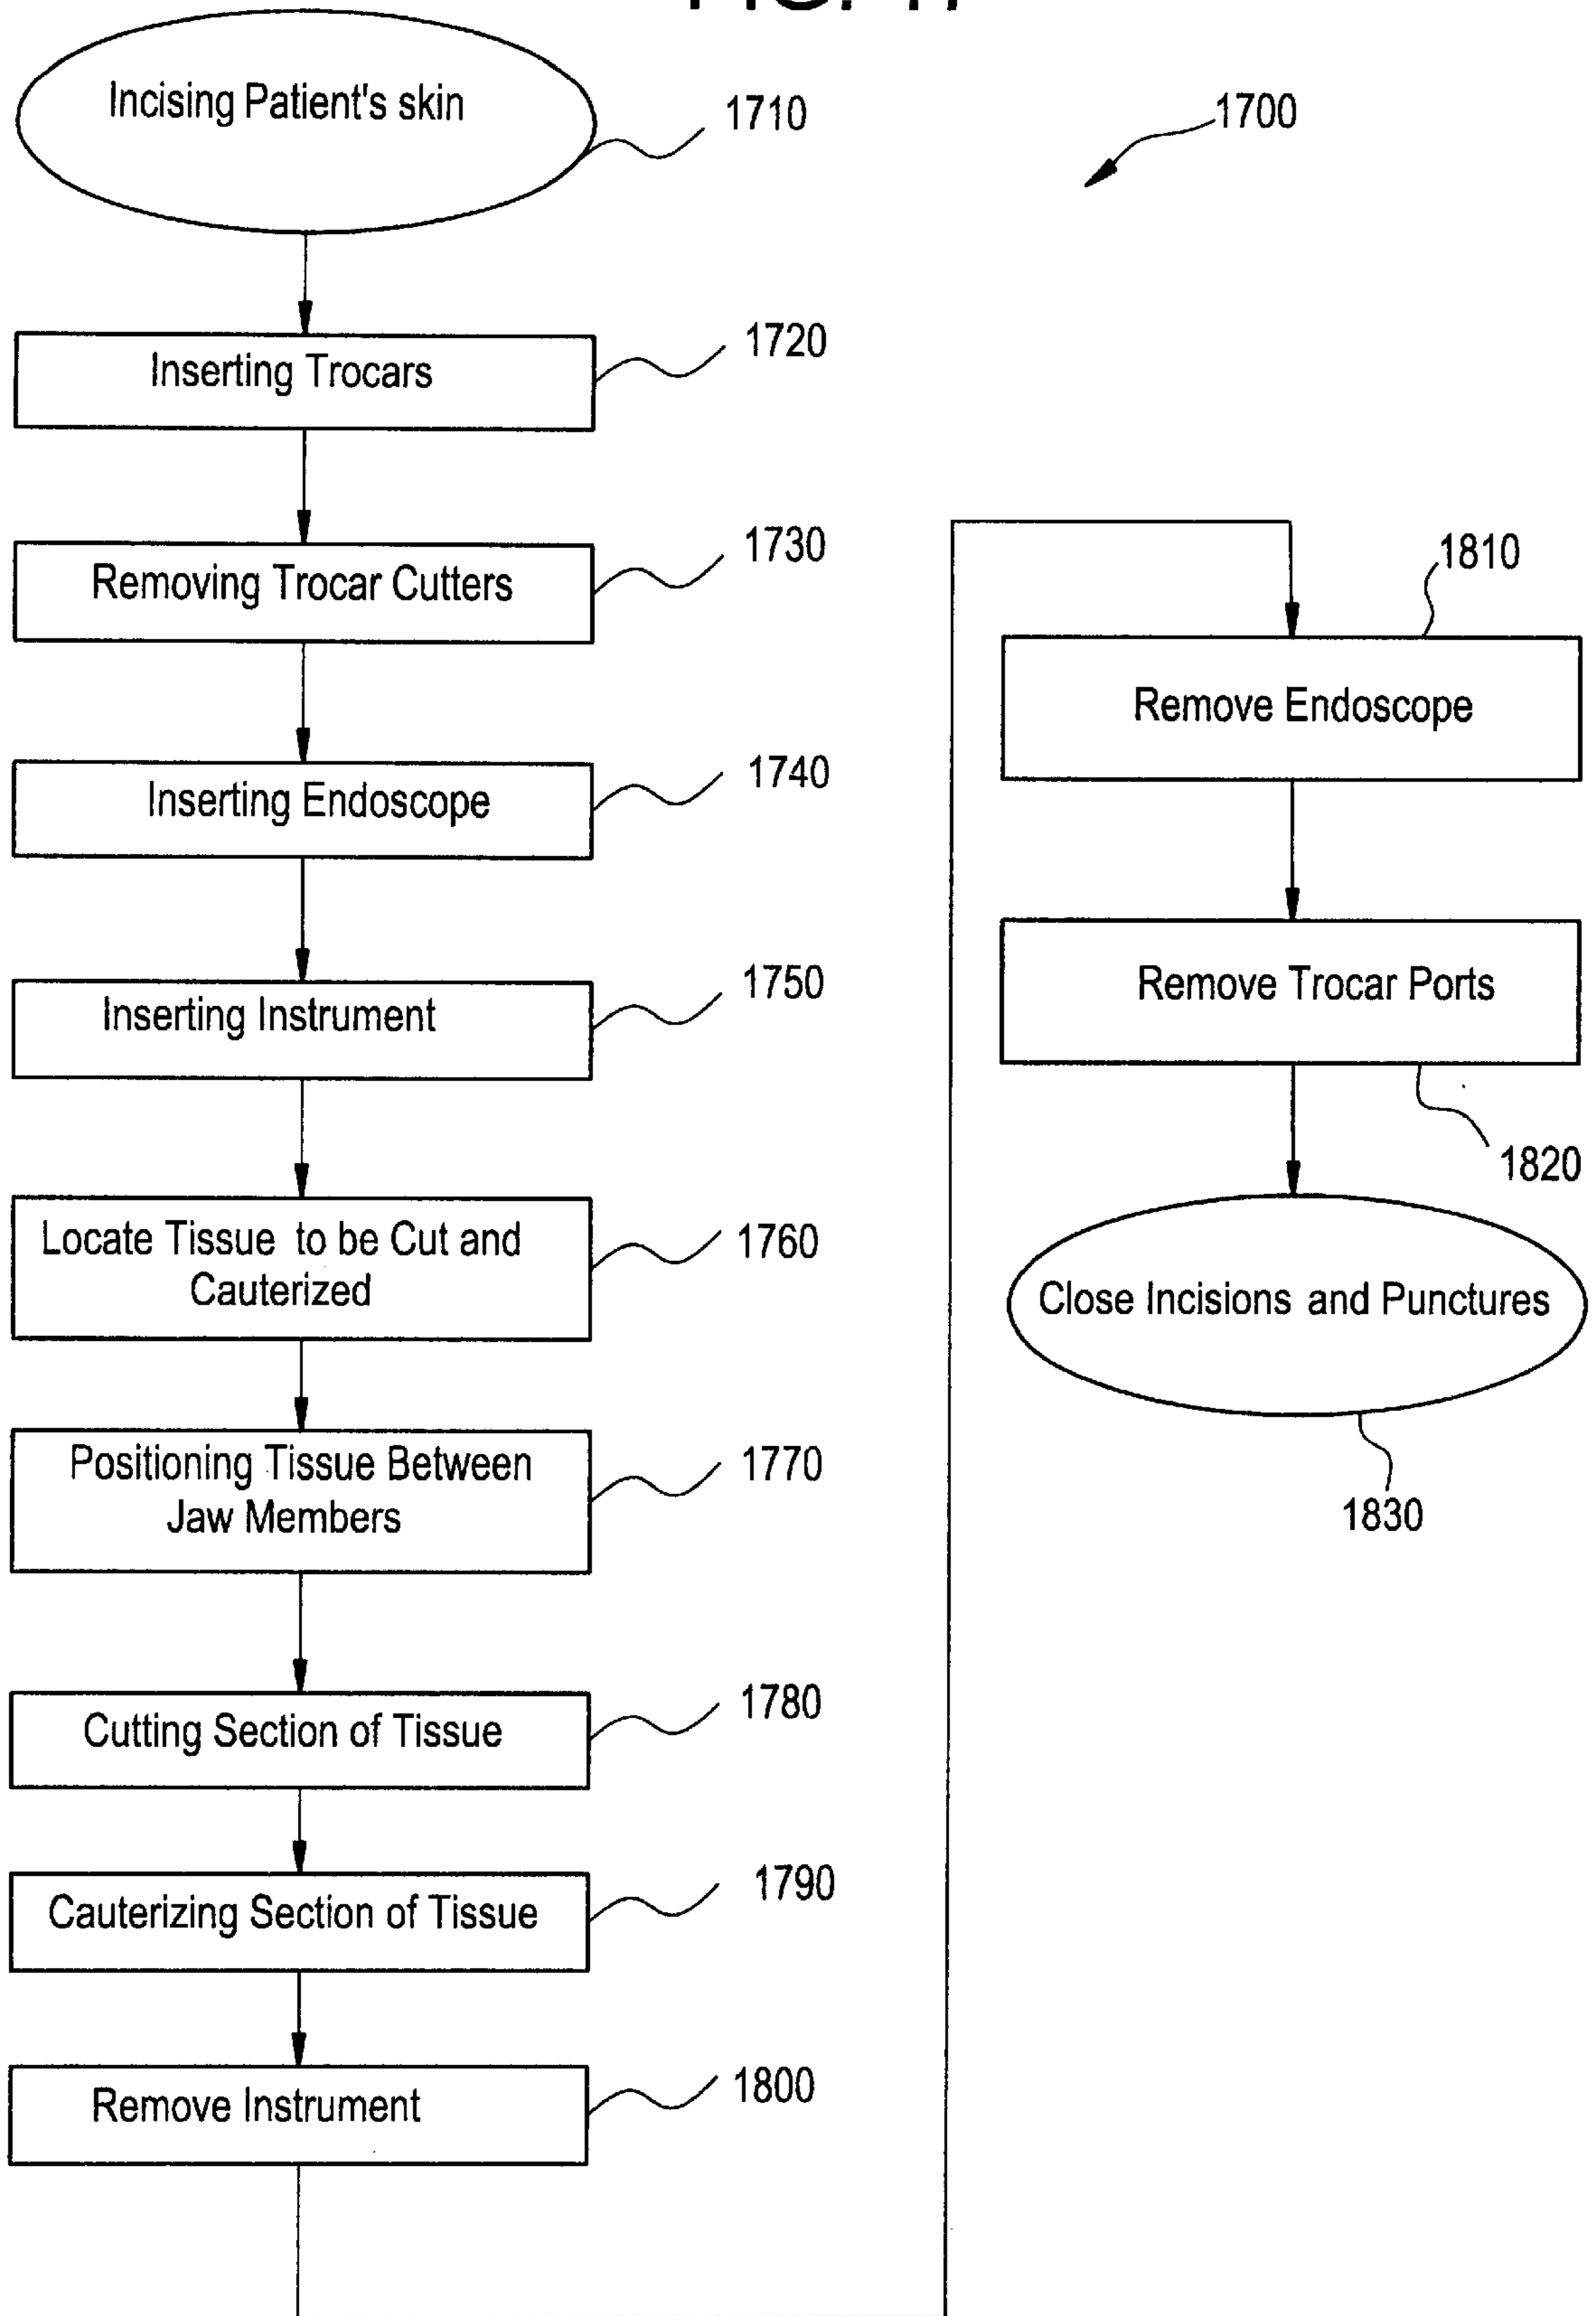 Incising Patient's skin
1710
1700
Inserting Trocars
1720
Removing Trocar Cutters
1730
Inserting Endoscope
1740
Inserting Instrument
1750
Locate Tissue to be Cut and
Cauterized
1760
Positioning Tissue Between
Jaw Members
1770
Cutting Section of Tissue
1780
Cauterizing Section of Tissue
1790
Remove Instrument
1800
1810
Remove Endoscope
Remove Trocar Ports
1820
Close Incisions and Punctures
1830